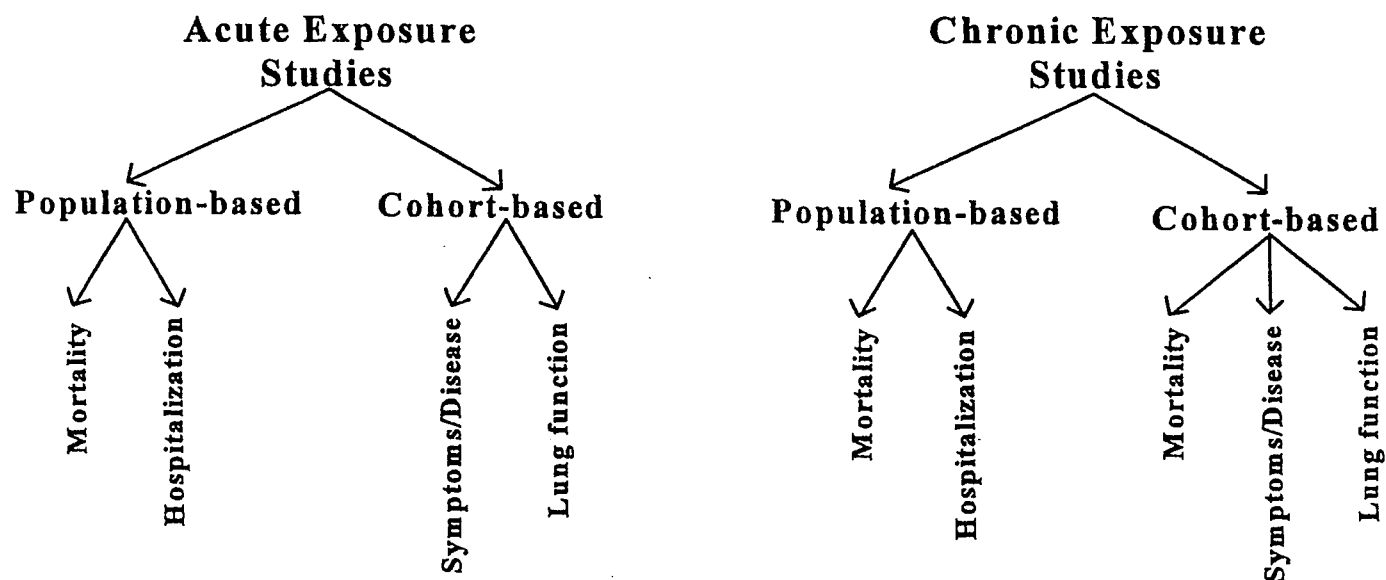 Acute Exposure
Studies
Population-based
Cohort-based
Mortality
Hospitalization
Symptoms/Disease
Lung function
Chronic Exposure
Studies
Population-based
Cohort-based
Mortality
Hospitalization
Mortality
Symptoms/Disease
Lung function